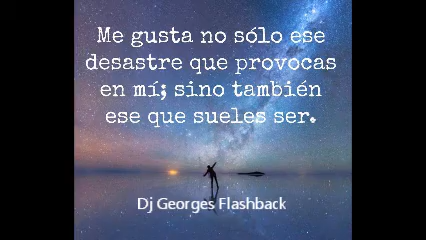 Me gusta no sólo ese
desastre que provocas
en mí; sino también
ese que sueles ser.
Dj Georges Flashback